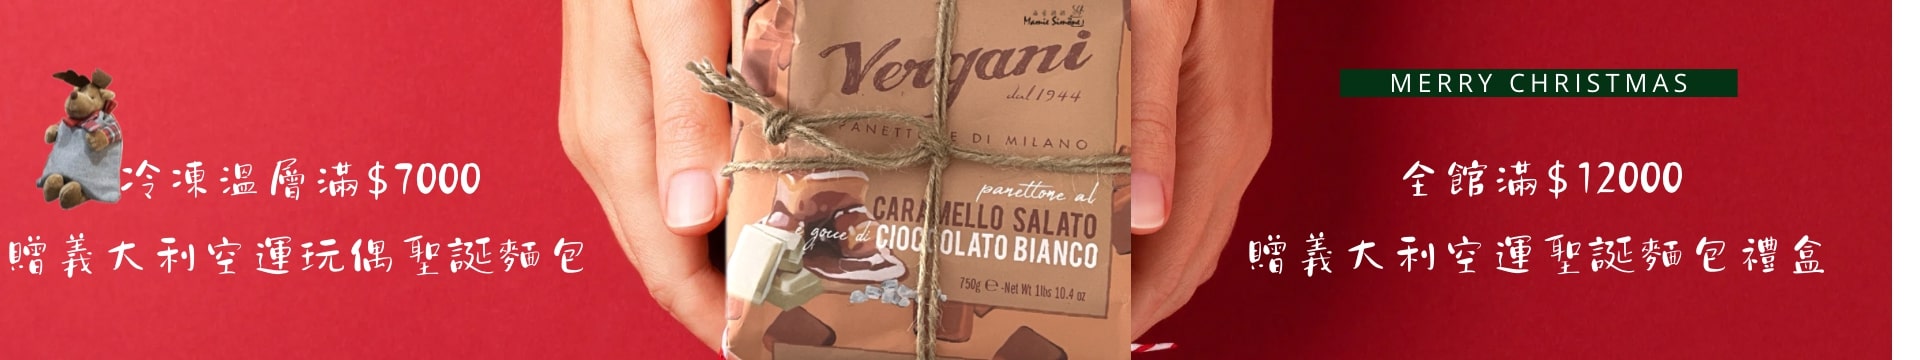 冷凍溫層滿$7000
贈義大利空運玩偶聖誕麵包
Mamie Simone
Vergani
dal 1944
PANETTONE DI MILANO
panettone al
CARAMELLO SALATO
e gocce di CIOCCOLATO BIANCO
750g ℮ -Net Wt 1lbs 10.4 oz
MERRY CHRISTMAS
全館滿$12000
贈義大利空運聖誕麵包禮盒